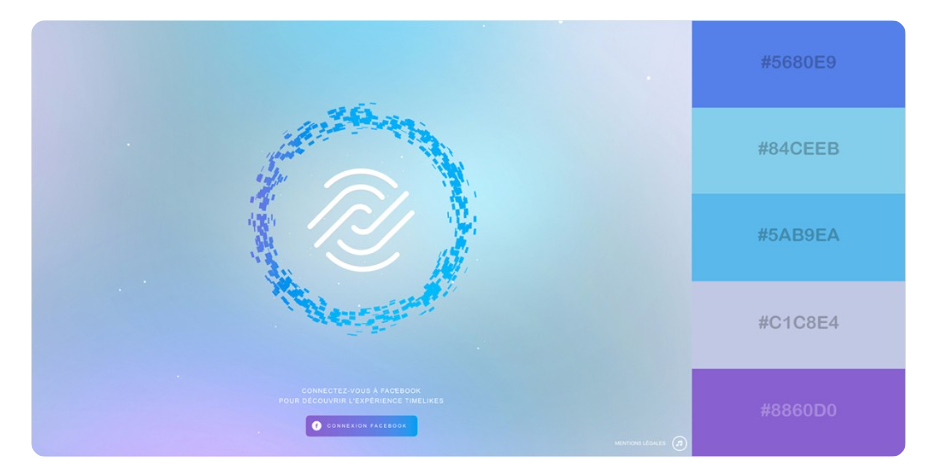 CONNECTEZ-VOUS À FACEBOOK
POUR DÉCOUVRIR L'EXPÉRIENCE TIMELIKES
f CONNEXION FACEBOOK
MENTIONS LÉGALES
#5680E9
#84CEEB
#5AB9EA
#C1C8E4
#8860D0